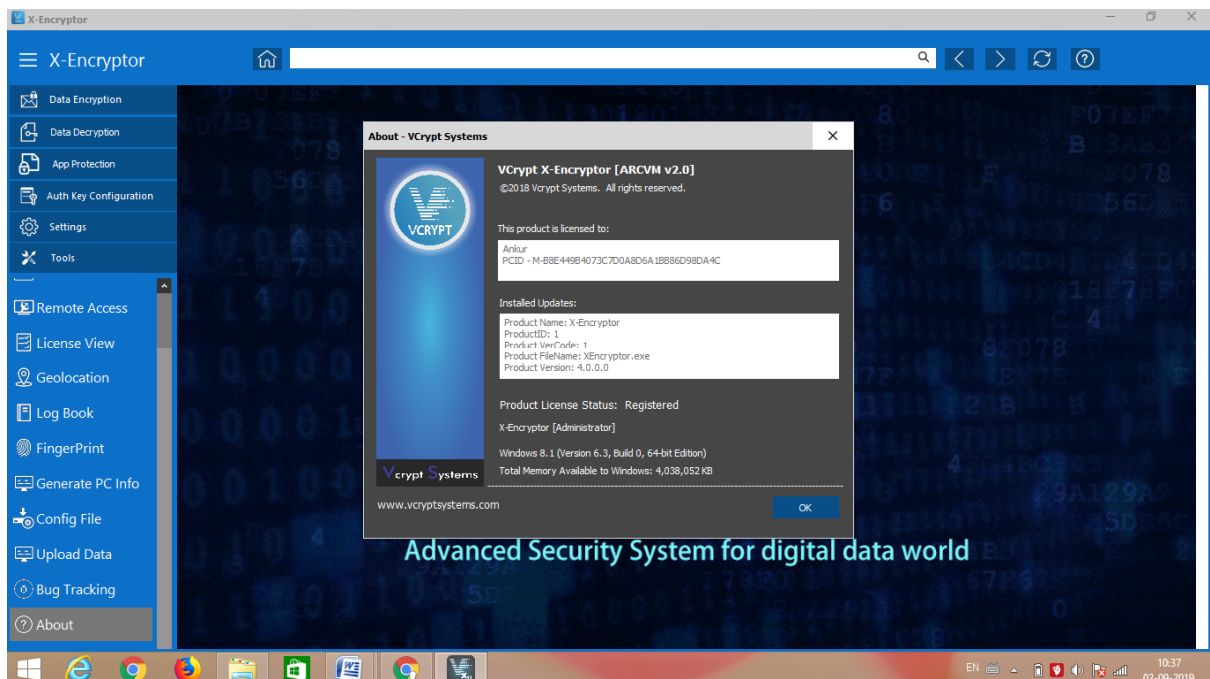 X-Encryptor
X-Encryptor
Data Encryption
Data Decryption
App Protection
Auth Key Configuration
Settings
Tools
Remote Access
License View
Geolocation
Log Book
FingerPrint
Generate PC Info
Config File
Upload Data
Bug Tracking
About
About - VCrypt Systems
VCRYPT
Vcrypt Systems
VCrypt X-Encryptor [ARCVM v2.0]
©2018 Vcrypt Systems. All rights reserved.
This product is licensed to:
Ankur
PCID - M-B8E449B4073C7D0A8D6A1BB86D98DA4C
Installed Updates:
Product Name: X-Encryptor
ProductID: 1
Product VerCode: 1
Product FileName: XEncryptor.exe
Product Version: 4.0.0.0
Product License Status: Registered
X-Encryptor [Administrator]
Windows 8.1 (Version 6.3, Build 0, 64-bit Edition)
Total Memory Available to Windows: 4,038,052 KB
www.vcryptsystems.com
OK
Advanced Security System for digital data world
EN
10:37
02-09-2019